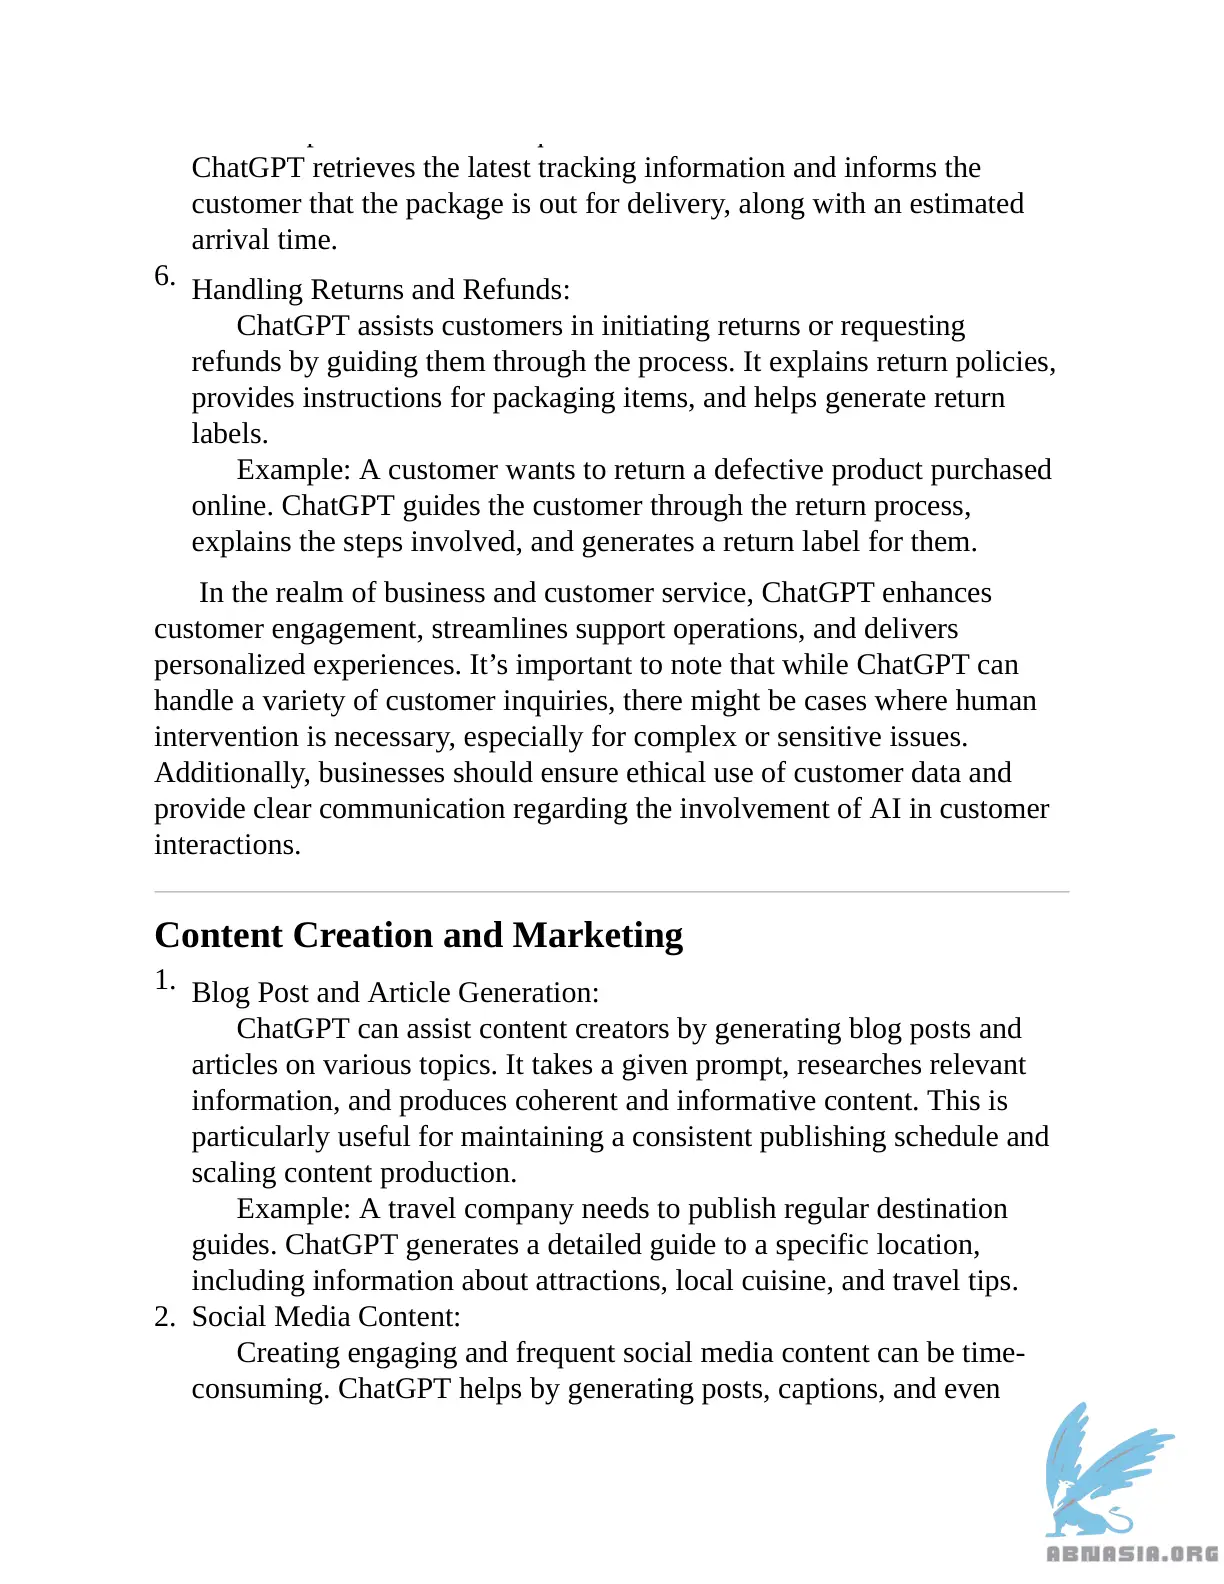 ChatGPT retrieves the latest tracking information and informs the
customer that the package is out for delivery, along with an estimated
arrival time.
6. Handling Returns and Refunds:
ChatGPT assists customers in initiating returns or requesting
refunds by guiding them through the process. It explains return policies,
provides instructions for packaging items, and helps generate return
labels.
Example: A customer wants to return a defective product purchased
online. ChatGPT guides the customer through the return process,
explains the steps involved, and generates a return label for them.
In the realm of business and customer service, ChatGPT enhances
customer engagement, streamlines support operations, and delivers
personalized experiences. It’s important to note that while ChatGPT can
handle a variety of customer inquiries, there might be cases where human
intervention is necessary, especially for complex or sensitive issues.
Additionally, businesses should ensure ethical use of customer data and
provide clear communication regarding the involvement of AI in customer
interactions.
Content Creation and Marketing
1. Blog Post and Article Generation:
ChatGPT can assist content creators by generating blog posts and
articles on various topics. It takes a given prompt, researches relevant
information, and produces coherent and informative content. This is
particularly useful for maintaining a consistent publishing schedule and
scaling content production.
Example: A travel company needs to publish regular destination
guides. ChatGPT generates a detailed guide to a specific location,
including information about attractions, local cuisine, and travel tips.
2. Social Media Content:
Creating engaging and frequent social media content can be time-
consuming. ChatGPT helps by generating posts, captions, and even
ABNASIA.ORG